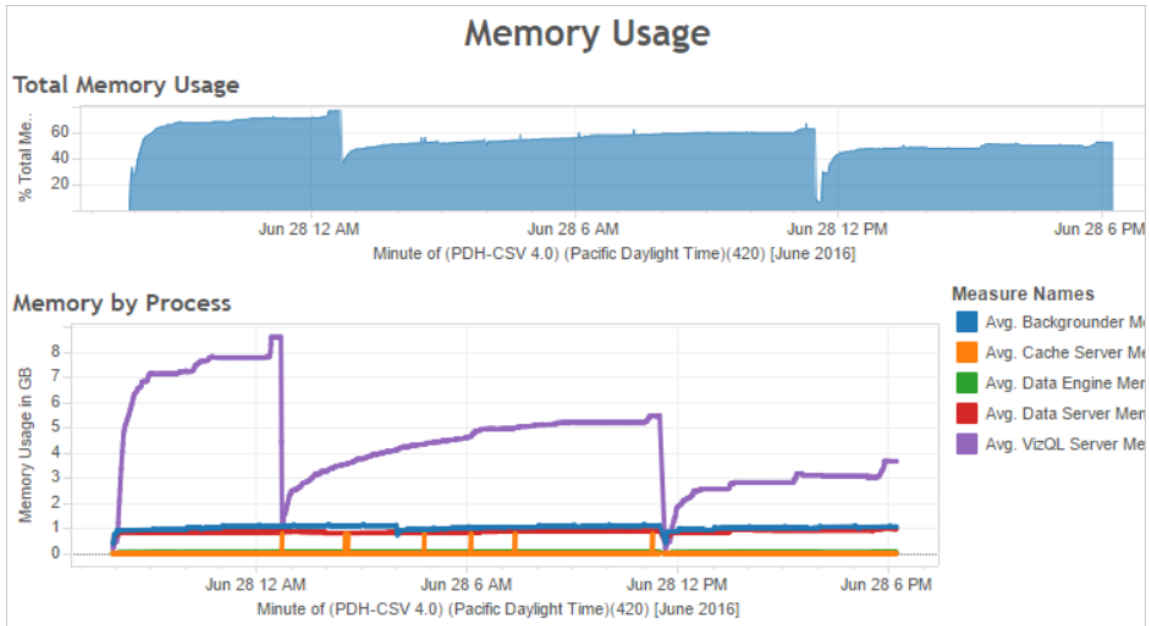 Memory Usage
Total Memory Usage
% Total Me..
60
40
20
Jun 28 12 AM Jun 28 6 AM Jun 28 12 PM Jun 28 6 PM
Minute of (PDH-CSV 4.0) (Pacific Daylight Time)(420) [June 2016]
Memory by Process
Memory Usage in GB
8
7
6
5
4
3
2
1
0
Jun 28 12 AM Jun 28 6 AM Jun 28 12 PM Jun 28 6 PM
Minute of (PDH-CSV 4.0) (Pacific Daylight Time)(420) [June 2016]
Measure Names
Avg. Backgrounder Me
Avg. Cache Server Me
Avg. Data Engine Mer
Avg. Data Server Mer
Avg. VizQL Server Me